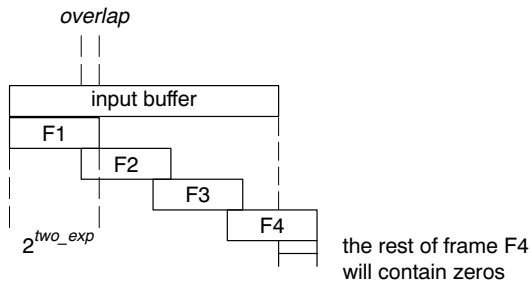 overlap
input buffer
F1
F2
F3
F4
2^two_exp
the rest of frame F4
will contain zeros